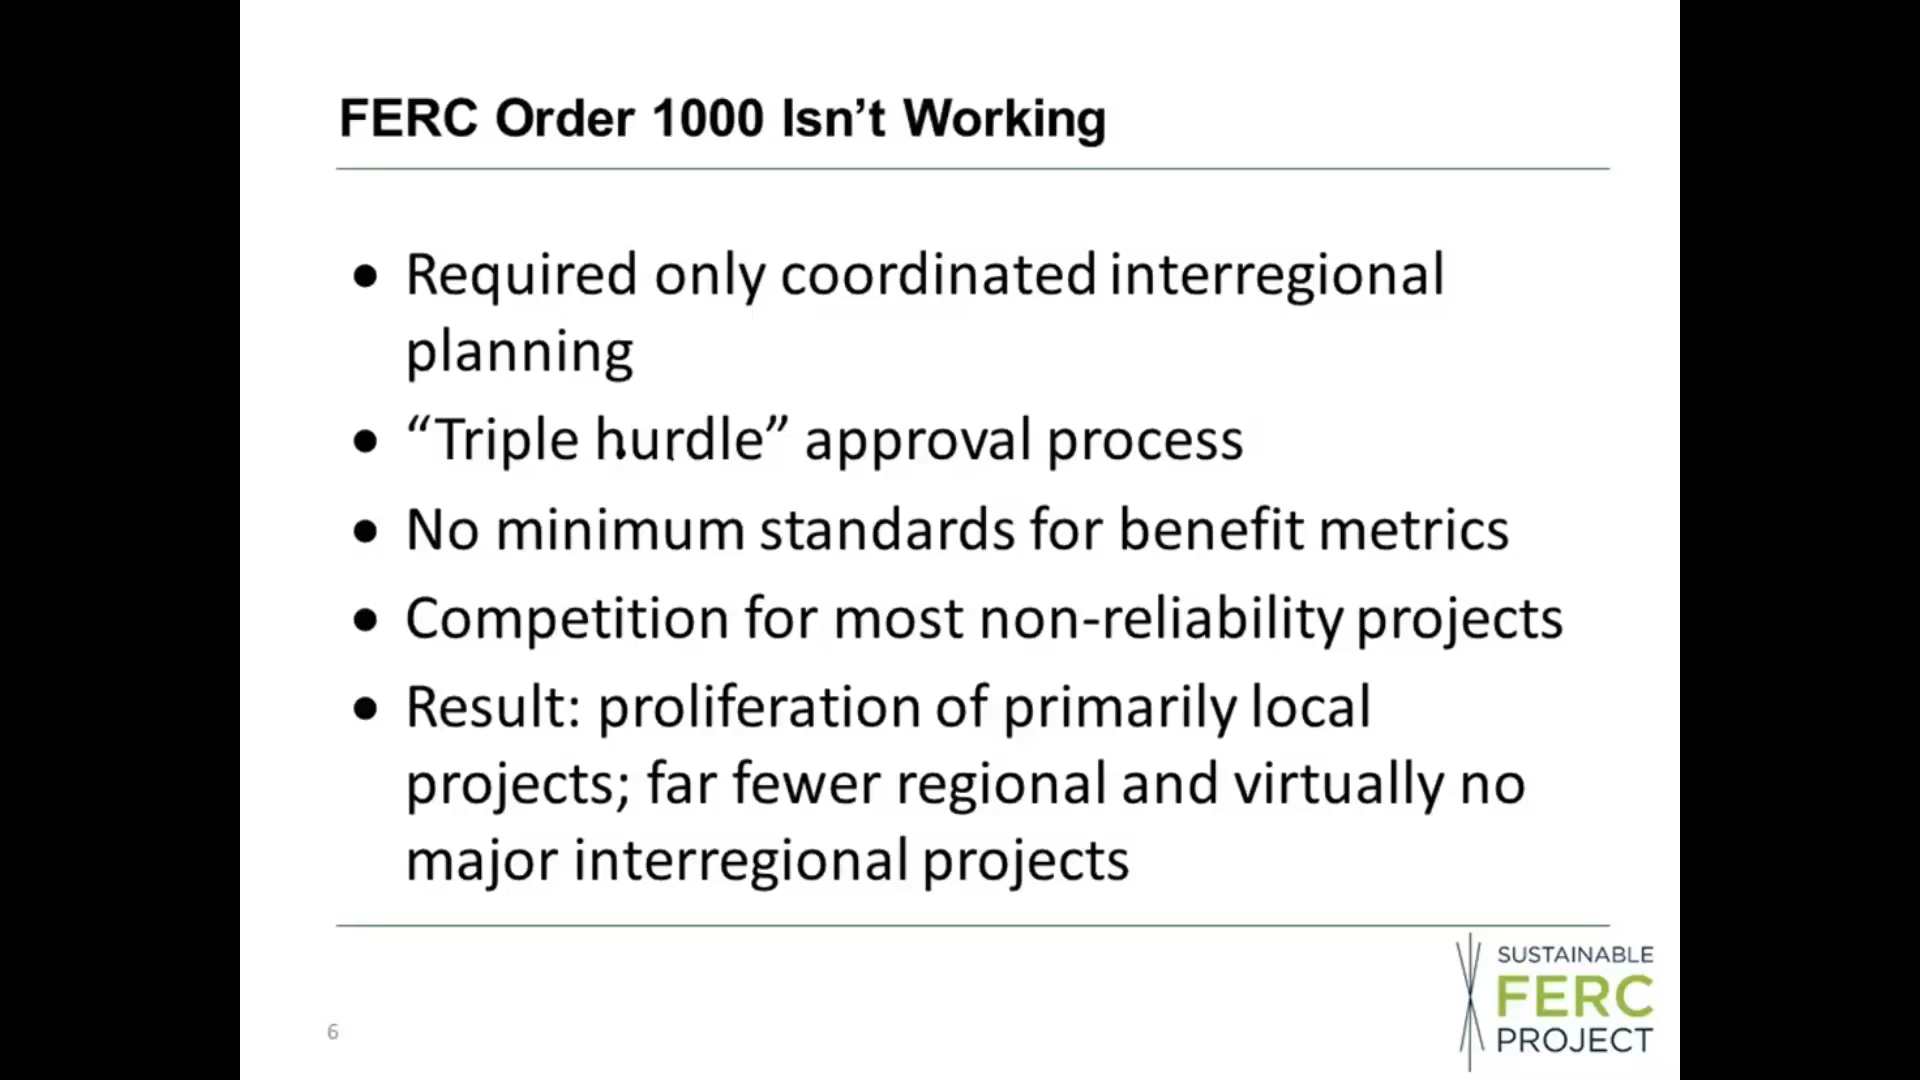 FERC Order 1000 Isn’t Working
• Required only coordinated interregional
planning
• “Triple hurdle” approval process
• No minimum standards for benefit metrics
• Competition for most non-reliability projects
• Result: proliferation of primarily local
projects; far fewer regional and virtually no
major interregional projects
SUSTAINABLE
FERC
PROJECT
6